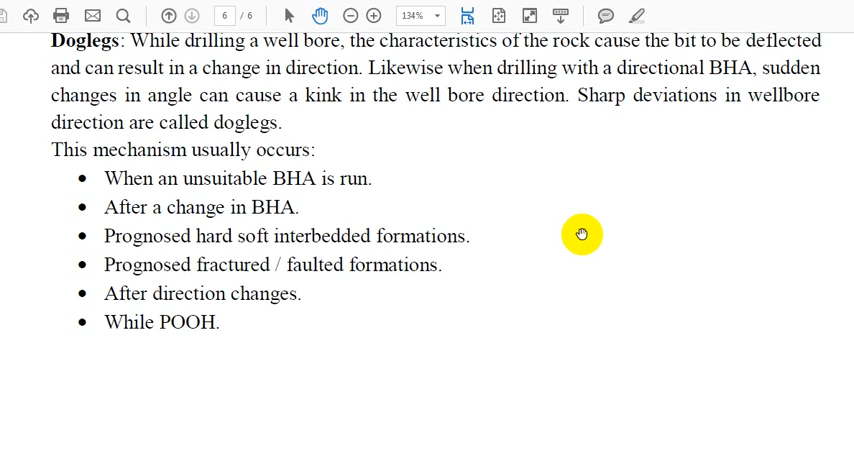 6 / 6
134%
Doglegs: While drilling a well bore, the characteristics of the rock cause the bit to be deflected
and can result in a change in direction. Likewise when drilling with a directional BHA, sudden
changes in angle can cause a kink in the well bore direction. Sharp deviations in wellbore
direction are called doglegs.
This mechanism usually occurs:
• When an unsuitable BHA is run.
• After a change in BHA.
• Prognosed hard soft interbedded formations.
• Prognosed fractured / faulted formations.
• After direction changes.
• While POOH.